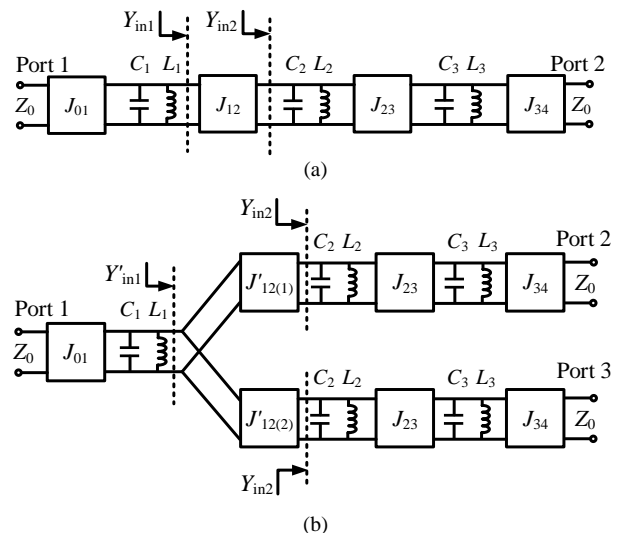 Yin1 Yin2
Port 1 C1 L1 C2 L2 C3 L3 Port 2
Z0 J01 J12 J23 J34 Z0
(a)
Yin2
C2 L2 C3 L3 Port 2
Y'in1
J'12(1) J23 J34 Z0
Port 1 C1 L1
Z0 J01
C2 L2 C3 L3 Port 3
J'12(2) J23 J34 Z0
Yin2
(b)